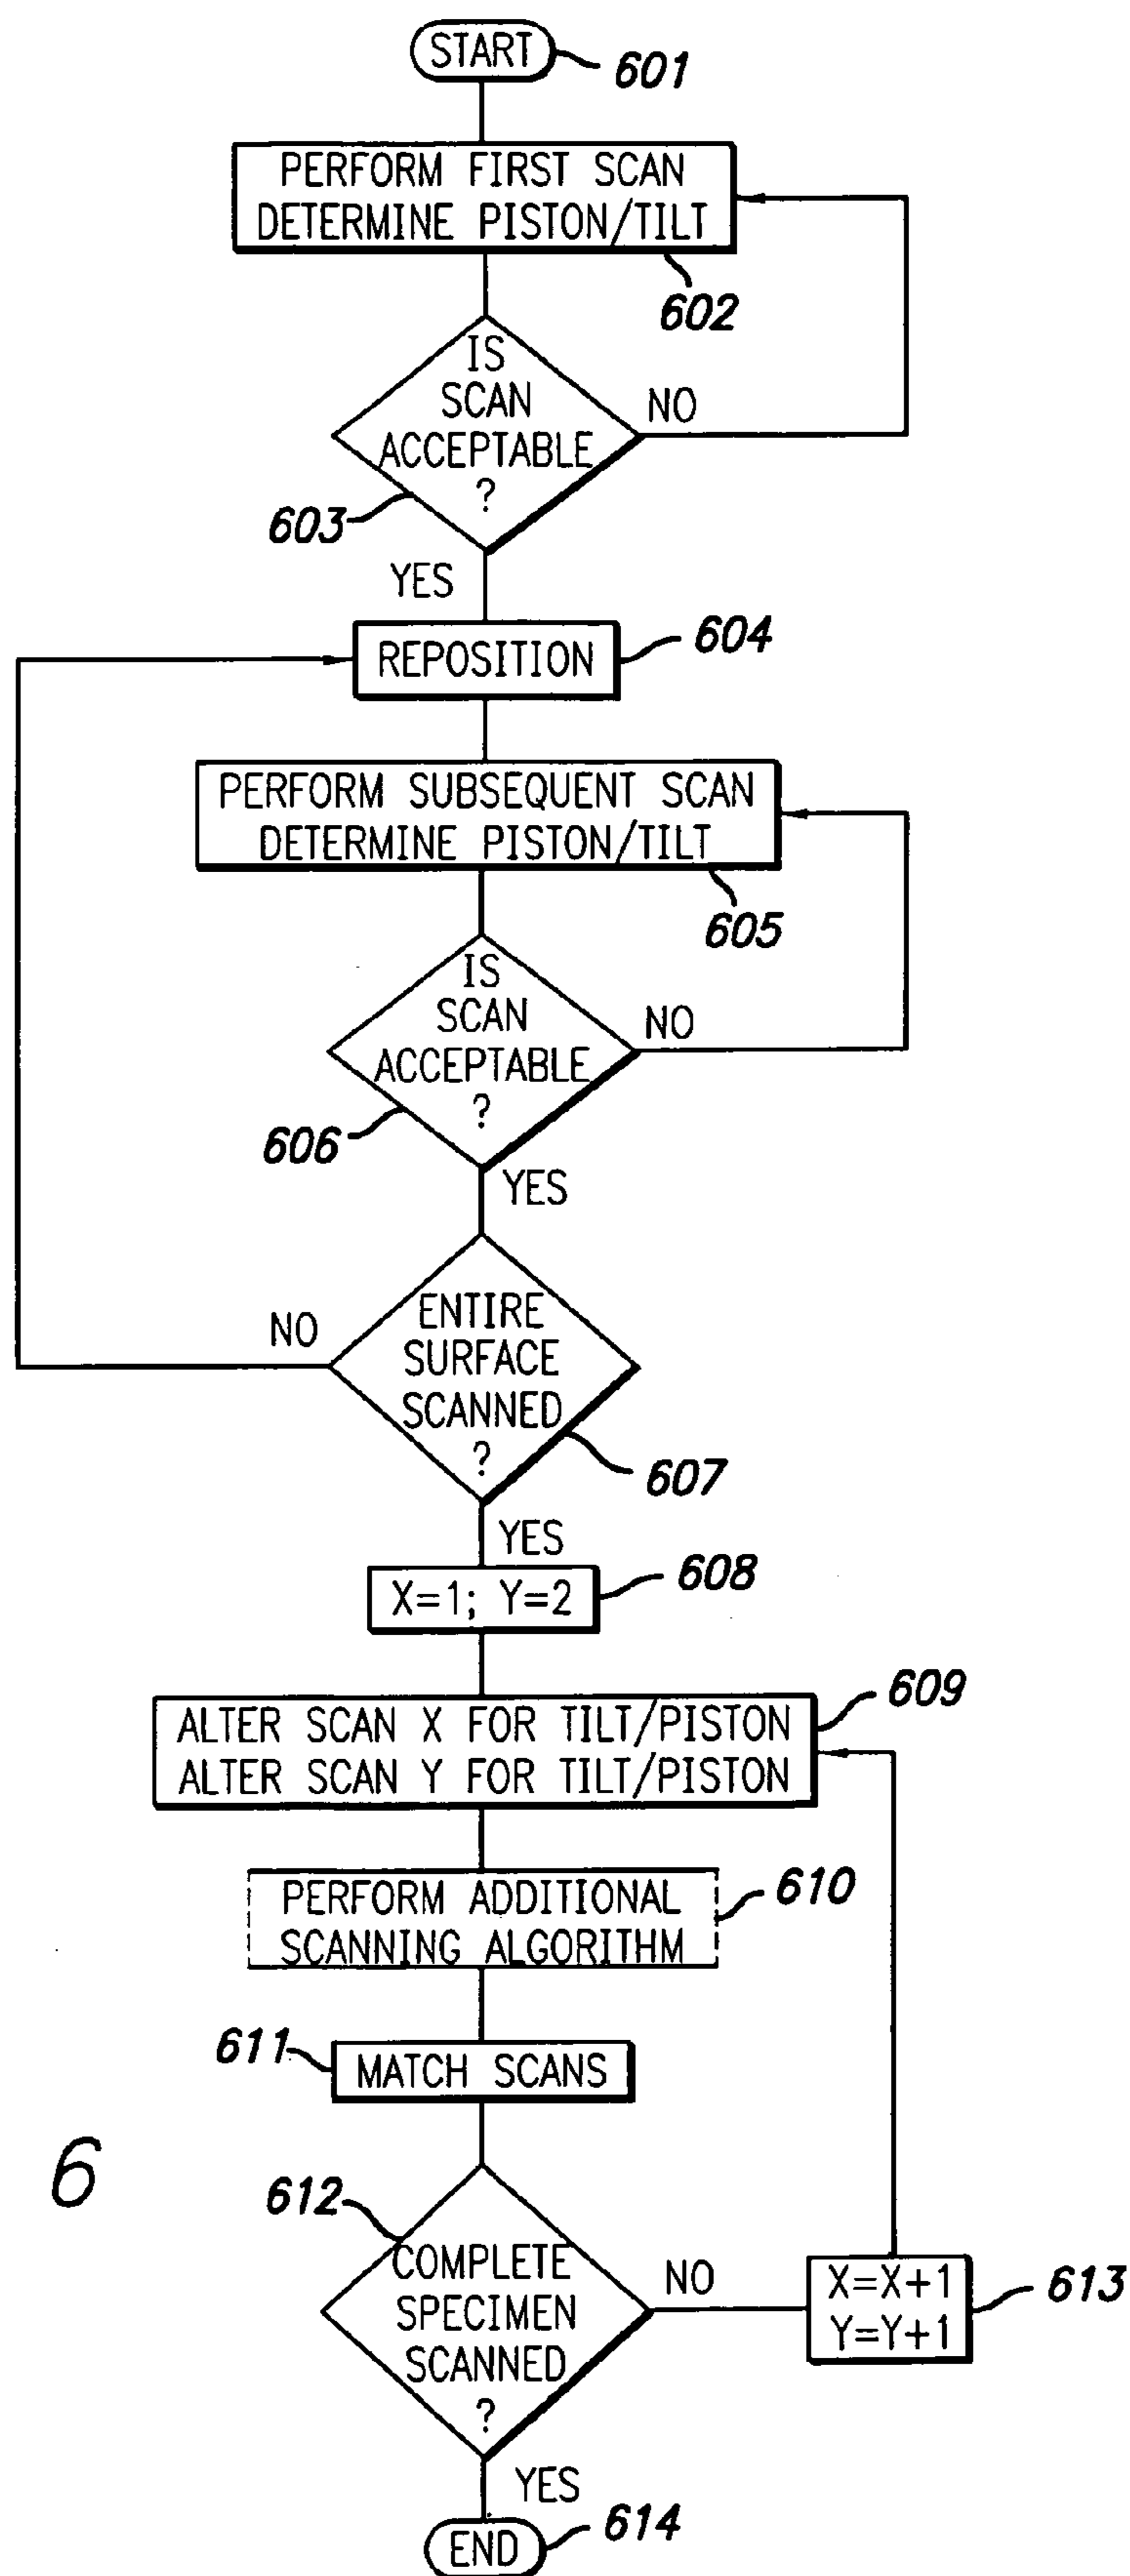 START
601
PERFORM FIRST SCAN
DETERMINE PISTON/TILT
602
IS
SCAN
ACCEPTABLE
?
NO
603
YES
REPOSITION
604
PERFORM SUBSEQUENT SCAN
DETERMINE PISTON/TILT
605
IS
SCAN
ACCEPTABLE
?
NO
606
YES
ENTIRE
SURFACE
SCANNED
?
NO
607
YES
X=1; Y=2
608
609
ALTER SCAN X FOR TILT/PISTON
ALTER SCAN Y FOR TILT/PISTON
PERFORM ADDITIONAL
SCANNING ALGORITHM
610
611
MATCH SCANS
6
612
COMPLETE
SPECIMEN
SCANNED
?
NO
X=X+1
Y=Y+1
613
YES
END
614